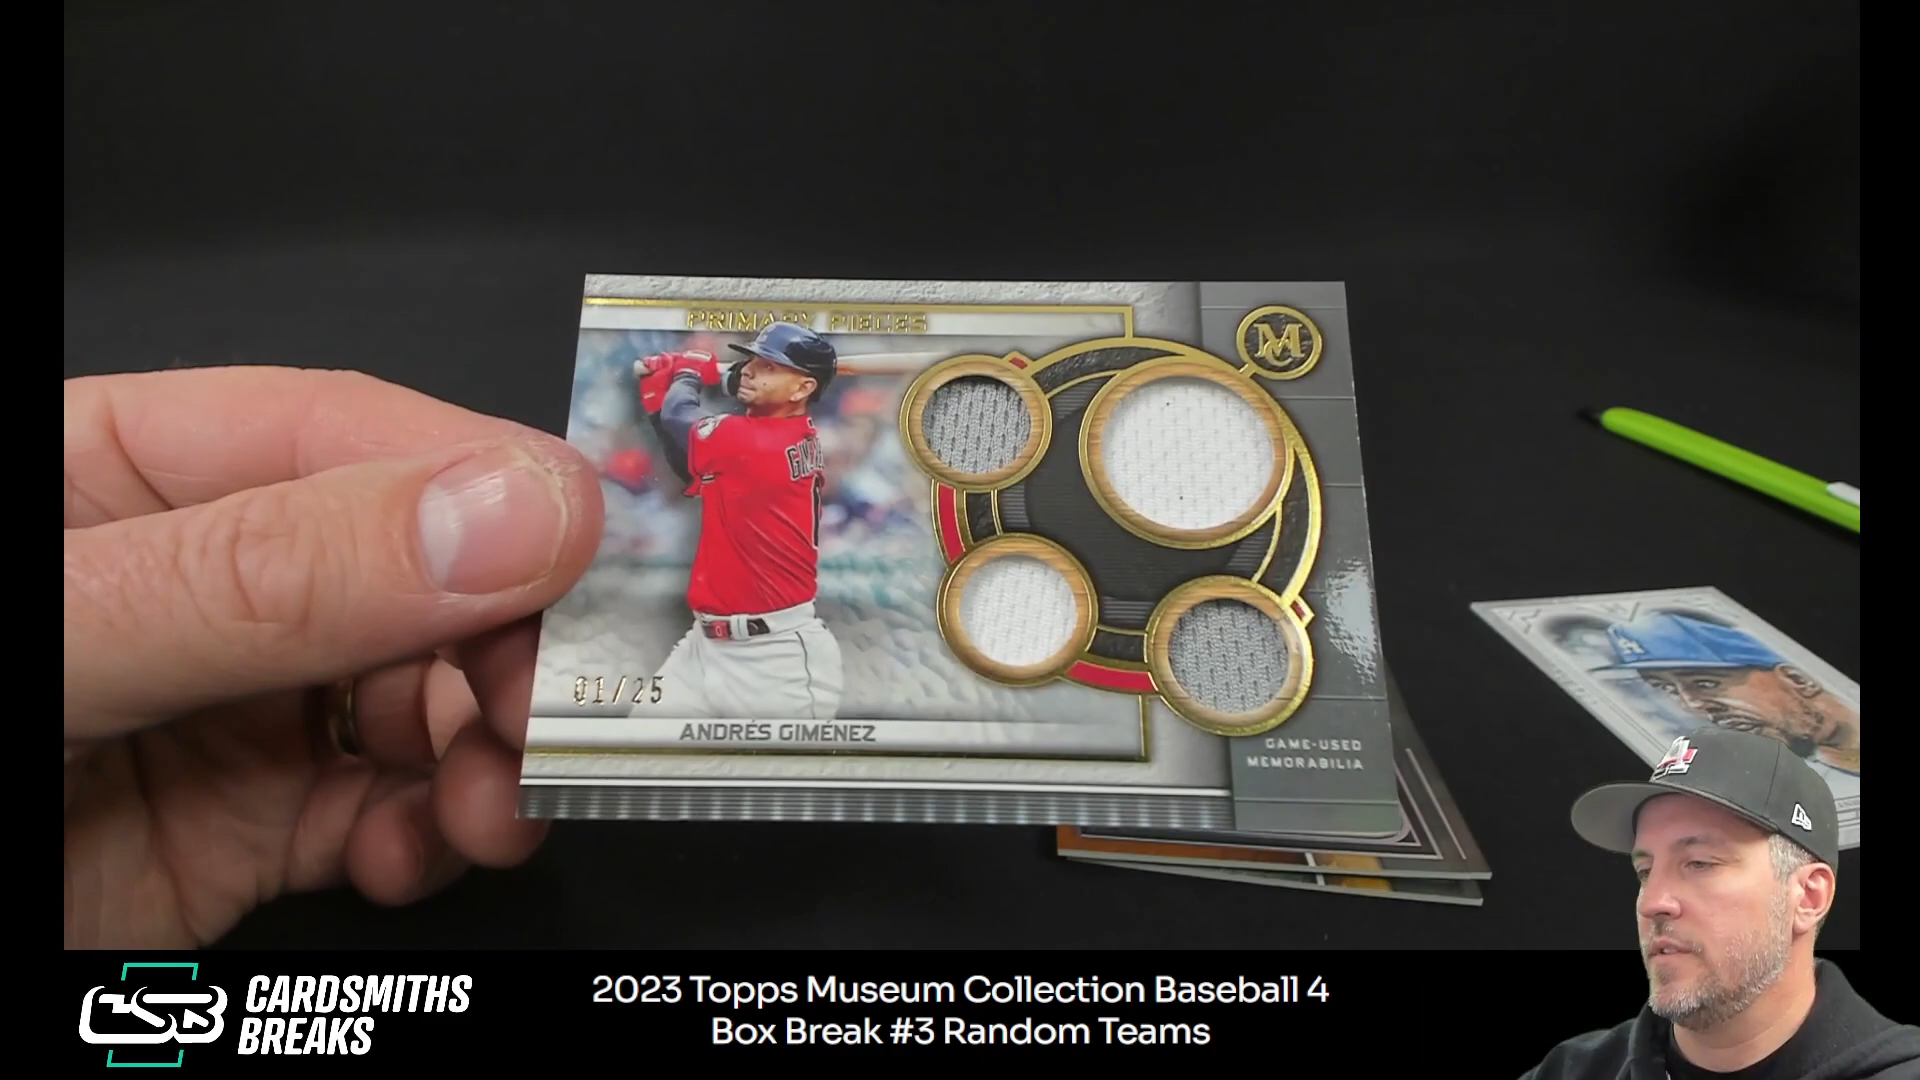 PRIMARY PIECES
MC
01/25
ANDRÉS GIMÉNEZ
GAME-USED
MEMORABILIA
CSB
CARDSMITHS
BREAKS
2023 Topps Museum Collection Baseball 4
Box Break #3 Random Teams